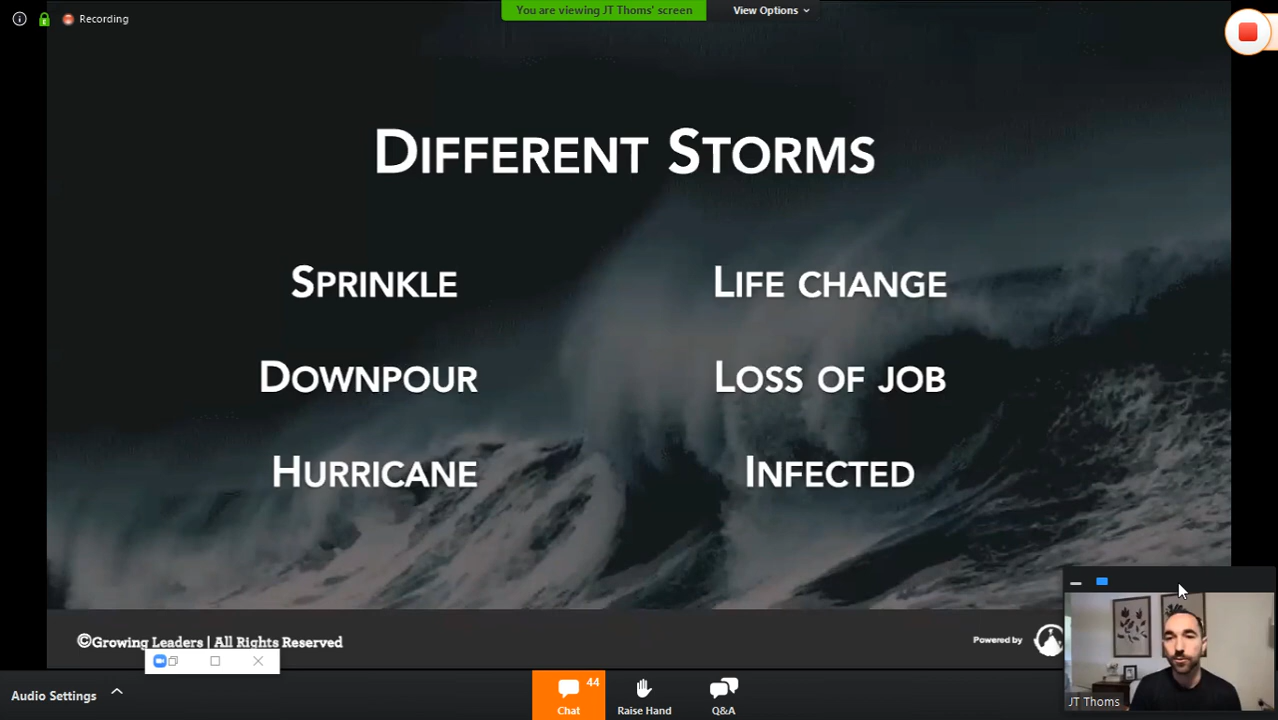 Recording
You are viewing JT Thoms' screen
View Options
DIFFERENT STORMS
SPRINKLE
LIFE CHANGE
DOWNPOUR
LOSS OF JOB
HURRICANE
INFECTED
©Growing Leaders | All Rights Reserved
Powered by
JT Thoms
Audio Settings
44
Chat
Raise Hand
Q&A